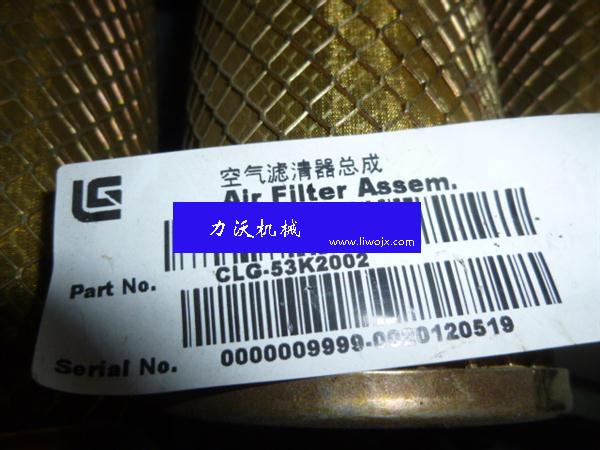 LG
空气滤清器总成
Air Filter Assem.
力沃机械
www.liwojx.com
Part No.
CLG-53K2002
Serial No.
0000009999-0020120519